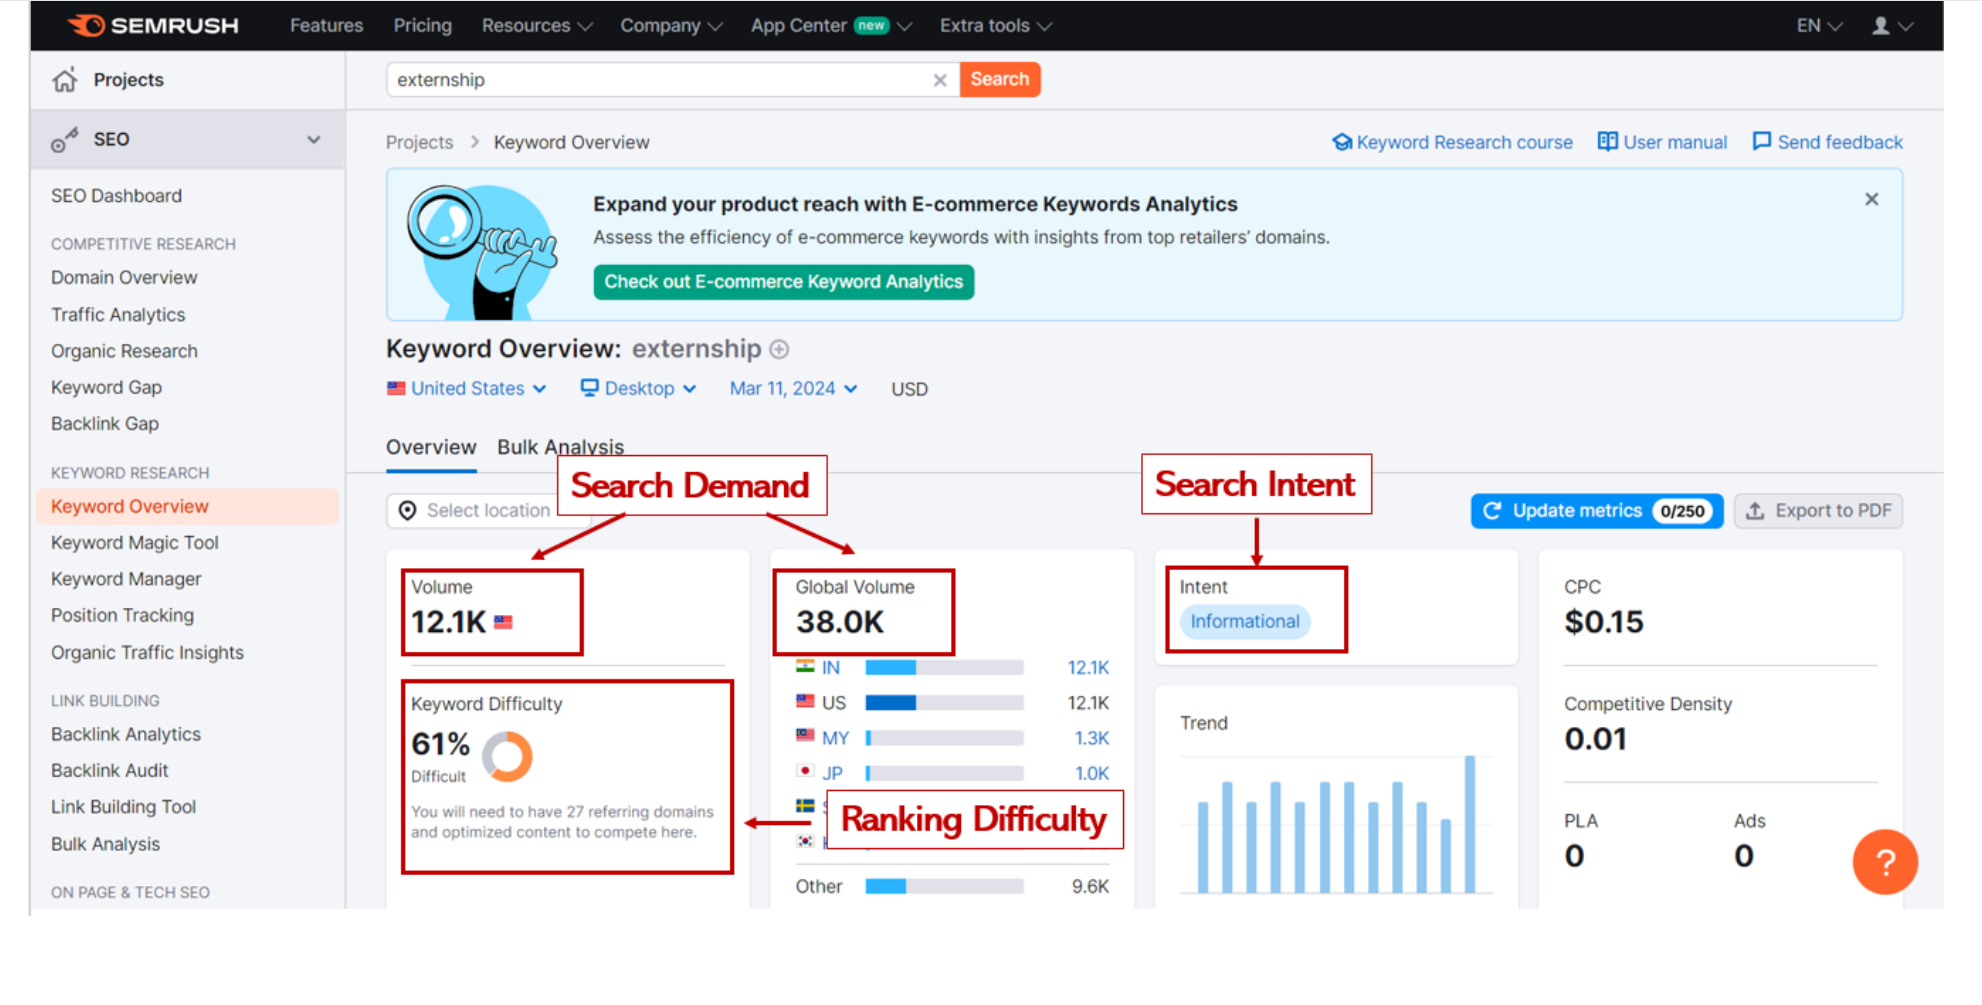 SEMRUSH Features Pricing Resources Company App Center new Extra tools EN
Projects
externship Search
SEO
Projects > Keyword Overview Keyword Research course User manual Send feedback
SEO Dashboard
COMPETITIVE RESEARCH
Domain Overview
Traffic Analytics
Organic Research
Keyword Gap
Backlink Gap
KEYWORD RESEARCH
Keyword Overview
Keyword Magic Tool
Keyword Manager
Position Tracking
Organic Traffic Insights
LINK BUILDING
Backlink Analytics
Backlink Audit
Link Building Tool
Bulk Analysis
ON PAGE & TECH SEO
Expand your product reach with E-commerce Keywords Analytics
Assess the efficiency of e-commerce keywords with insights from top retailers' domains.
Check out E-commerce Keyword Analytics
Keyword Overview: externship
United States Desktop Mar 11, 2024 USD
Overview Bulk Analysis
Search Demand
Search Intent
Select location
Update metrics 0/250 Export to PDF
Volume
12.1K
Keyword Difficulty
61%
Difficult
You will need to have 27 referring domains
and optimized content to compete here.
Ranking Difficulty
Global Volume
38.0K
IN 12.1K
US 12.1K
MY 1.3K
JP 1.0K
Other 9.6K
Intent
Informational
Trend
CPC
$0.15
Competitive Density
0.01
PLA Ads
0 0
?